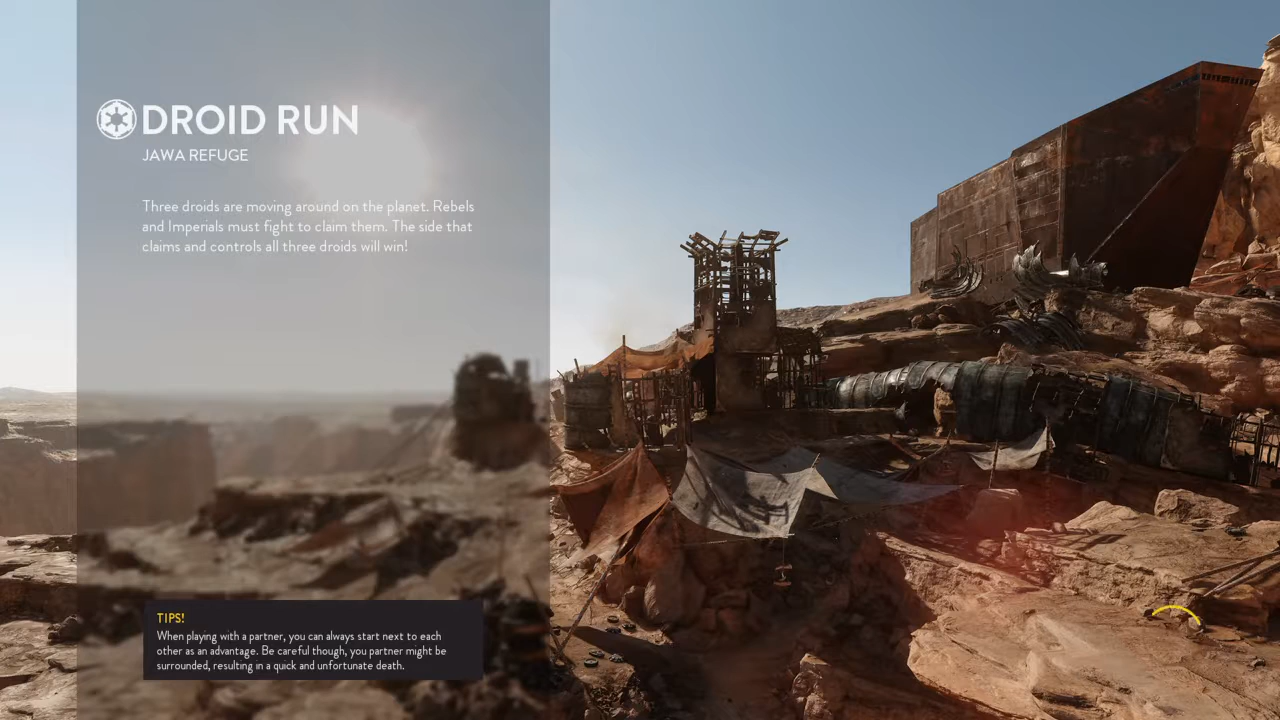 DROID RUN
JAWA REFUGE
Three droids are moving around on the planet. Rebels
and Imperials must fight to claim them. The side that
claims and controls all three droids will win!
TIPS!
When playing with a partner, you can always start next to each
other as an advantage. Be careful though, you partner might be
surrounded, resulting in a quick and unfortunate death.